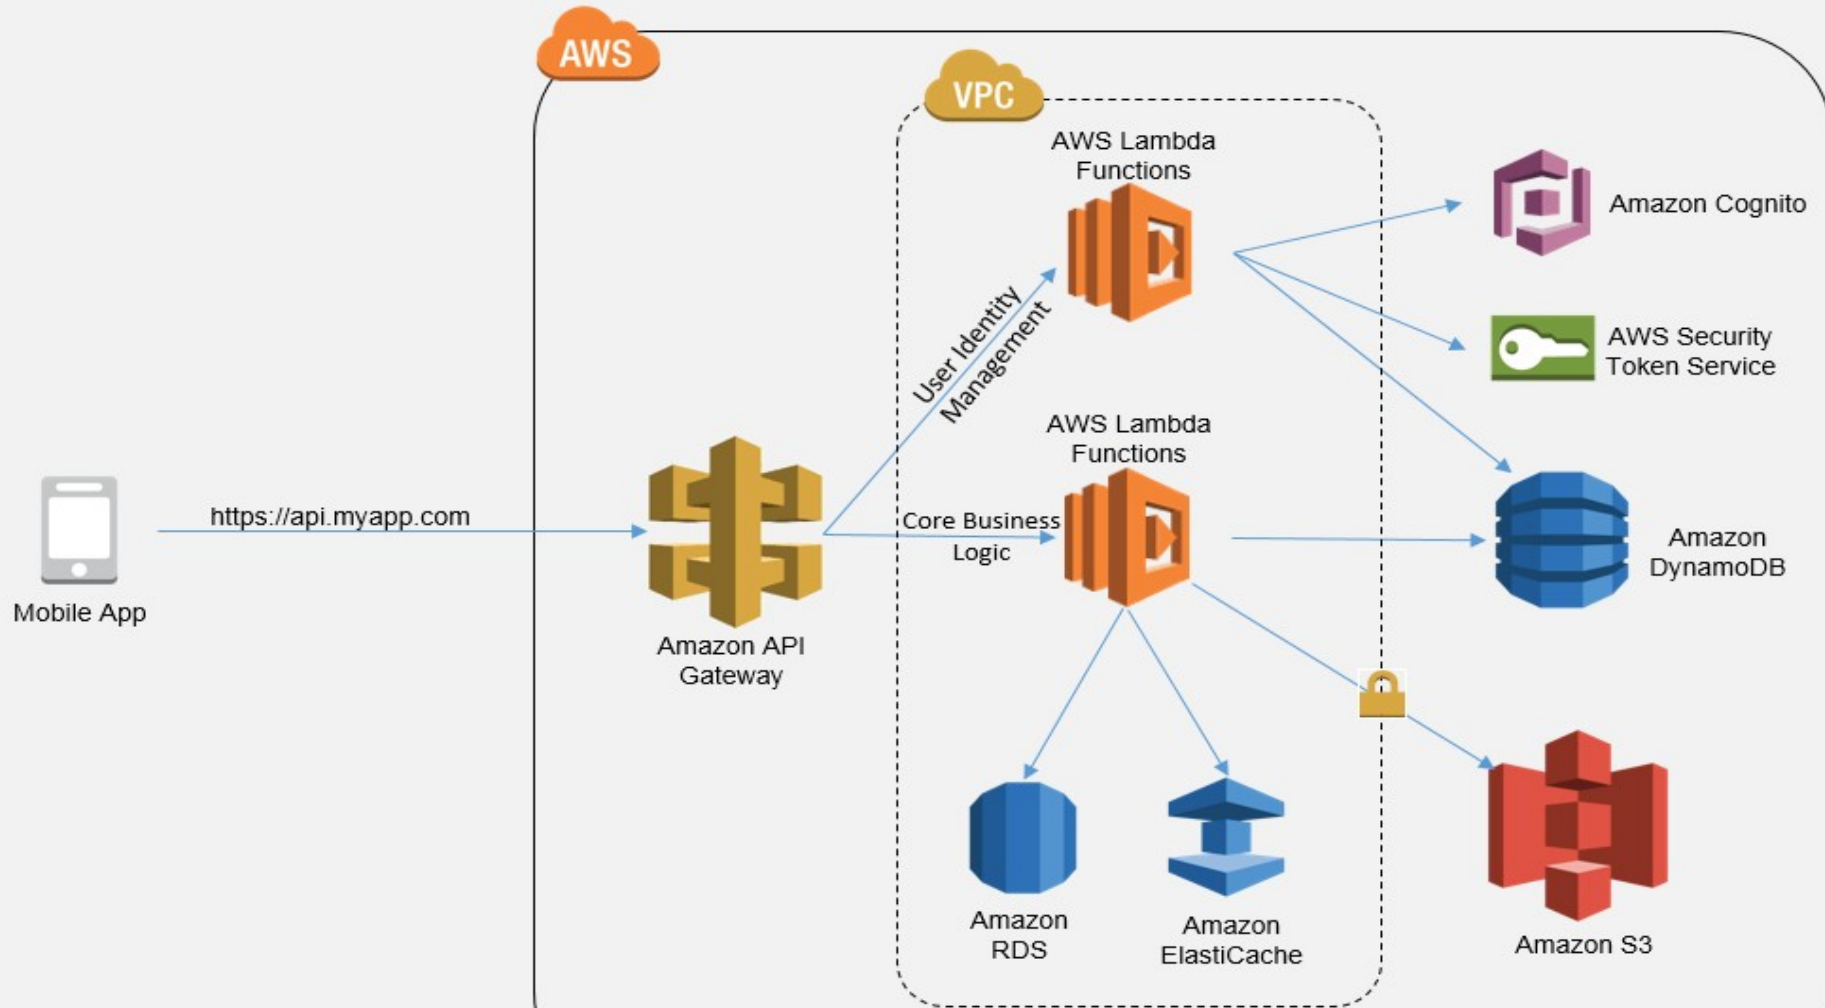 AWS
VPC
AWS Lambda
Functions
Amazon Cognito
User Identity
Management
AWS Security
Token Service
AWS Lambda
Functions
Mobile App
https://api.myapp.com
Amazon API
Gateway
Core Business
Logic
Amazon
DynamoDB
Amazon
RDS
Amazon
ElastiCache
Amazon S3